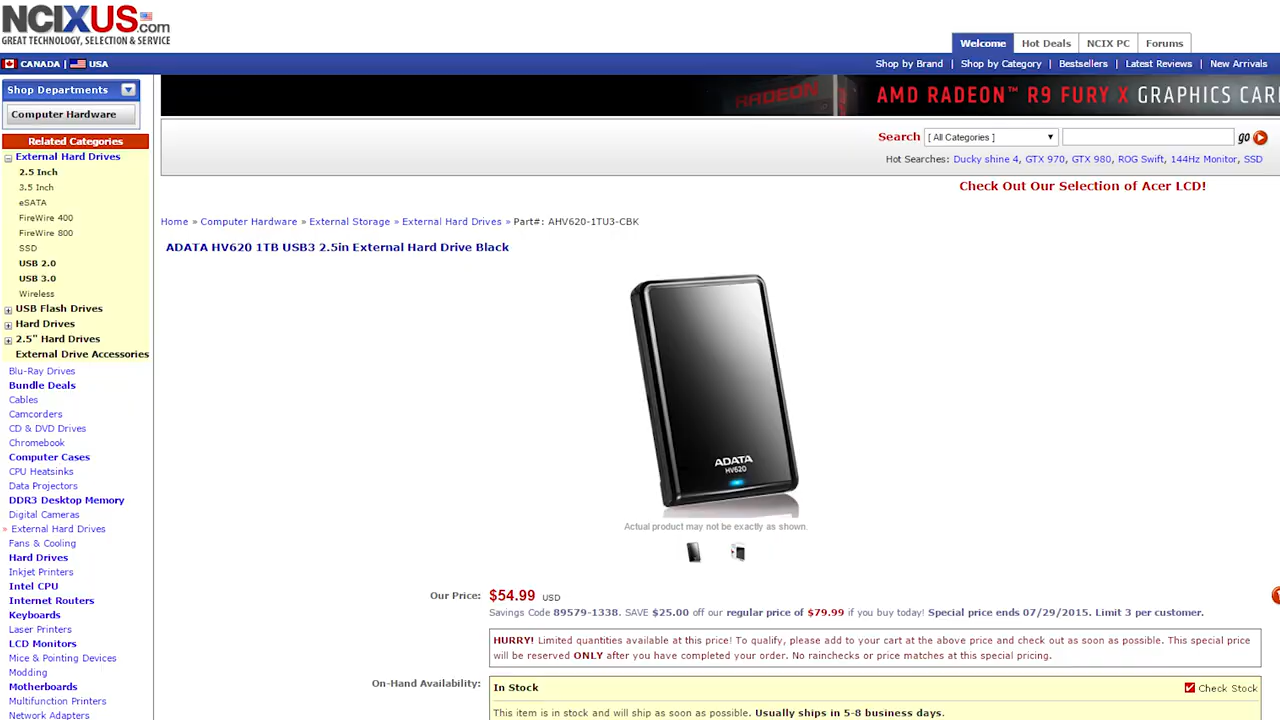 NCIXUS.com
GREAT TECHNOLOGY, SELECTION & SERVICE
Welcome
Hot Deals
NCIX PC
Forums
CANADA | USA
Shop by Brand | Shop by Category | Bestsellers | Latest Reviews | New Arrivals
Shop Departments
Computer Hardware
Related Categories
External Hard Drives
2.5 Inch
3.5 Inch
eSATA
FireWire 400
FireWire 800
SSD
USB 2.0
USB 3.0
Wireless
USB Flash Drives
Hard Drives
2.5" Hard Drives
External Drive Accessories
Blu-Ray Drives
Bundle Deals
Cables
Camcorders
CD & DVD Drives
Chromebook
Computer Cases
CPU Heatsinks
Data Projectors
DDR3 Desktop Memory
Digital Cameras
» External Hard Drives
Fans & Cooling
Hard Drives
Inkjet Printers
Intel CPU
Internet Routers
Keyboards
Laser Printers
LCD Monitors
Mice & Pointing Devices
Modding
Motherboards
Multifunction Printers
Network Adapters
RADEON
AMD RADEON™ R9 FURY X GRAPHICS CAR
Search [ All Categories ] go
Hot Searches: Ducky shine 4, GTX 970, GTX 980, ROG Swift, 144Hz Monitor, SSD
Check Out Our Selection of Acer LCD!
Home » Computer Hardware » External Storage » External Hard Drives » Part#: AHV620-1TU3-CBK
ADATA HV620 1TB USB3 2.5in External Hard Drive Black
ADATA
HV620
Actual product may not be exactly as shown.
Our Price: $54.99 USD
Savings Code 89579-1338. SAVE $25.00 off our regular price of $79.99 if you buy today! Special price ends 07/29/2015. Limit 3 per customer.
HURRY! Limited quantities available at this price! To qualify, please add to your cart at the above price and check out as soon as possible. This special price
will be reserved ONLY after you have completed your order. No rainchecks or price matches at this special pricing.
On-Hand Availability: In Stock Check Stock
This item is in stock and will ship as soon as possible. Usually ships in 5-8 business days.